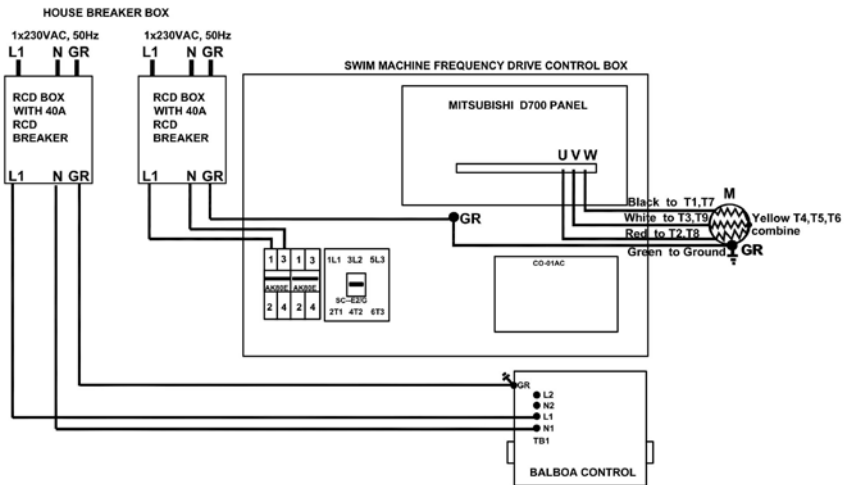 HOUSE BREAKER BOX
1x230VAC, 50Hz
L1 N GR
1x230VAC, 50Hz
L1 N GR
RCD BOX
WITH 40A
RCD
BREAKER
L1 N GR
RCD BOX
WITH 40A
RCD
BREAKER
L1 N GR
SWIM MACHINE FREQUENCY DRIVE CONTROL BOX
MITSUBISHI D700 PANEL
U V W
M
Black to T1,T7
White to T3,T9
Red to T2,T8
Green to Ground
Yellow T4,T5,T6
combine
GR
GR
1 3 1 3
AK80E AK80E
2 4 2 4
1L1 3L2 5L3
SC-E2/G
2T1 4T2 6T3
CO-01AC
GR
L2
N2
L1
N1
TB1
BALBOA CONTROL